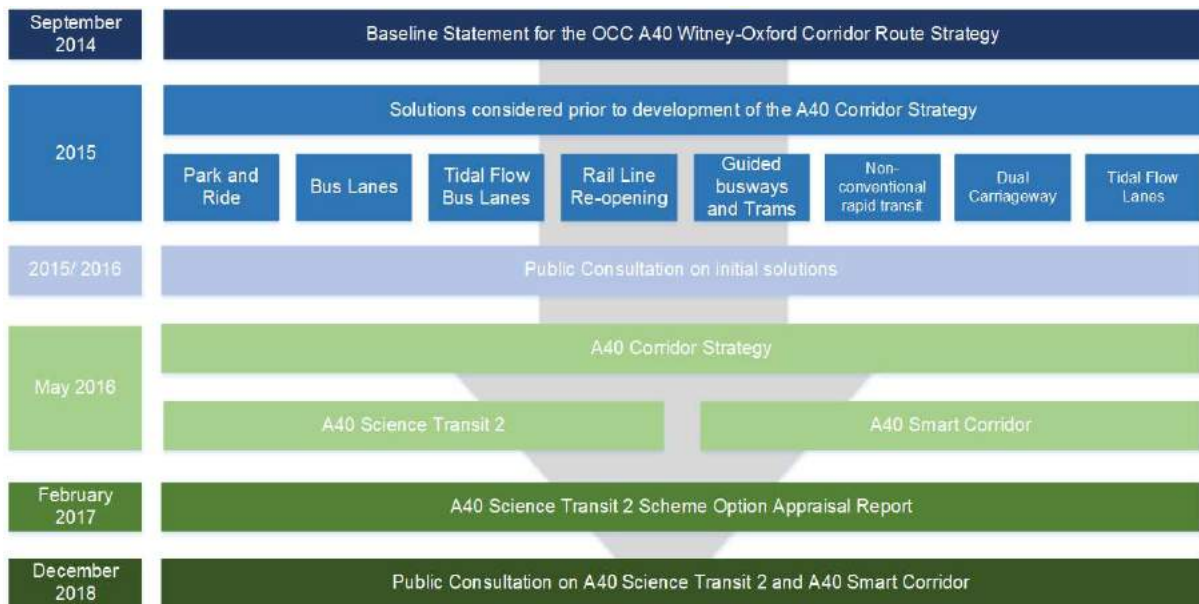 September
2014
Baseline Statement for the OCC A40 Witney-Oxford Corridor Route Strategy
2015
Solutions considered prior to development of the A40 Corridor Strategy
Park and
Ride
Bus Lanes
Tidal Flow
Bus Lanes
Rail Line
Re-opening
Guided
busways
and Trams
Non-
conventional
rapid transit
Dual
Carriageway
Tidal Flow
Lanes
2015/ 2016
Public Consultation on initial solutions
May 2016
A40 Corridor Strategy
A40 Science Transit 2
A40 Smart Corridor
February
2017
A40 Science Transit 2 Scheme Option Appraisal Report
December
2018
Public Consultation on A40 Science Transit 2 and A40 Smart Corridor